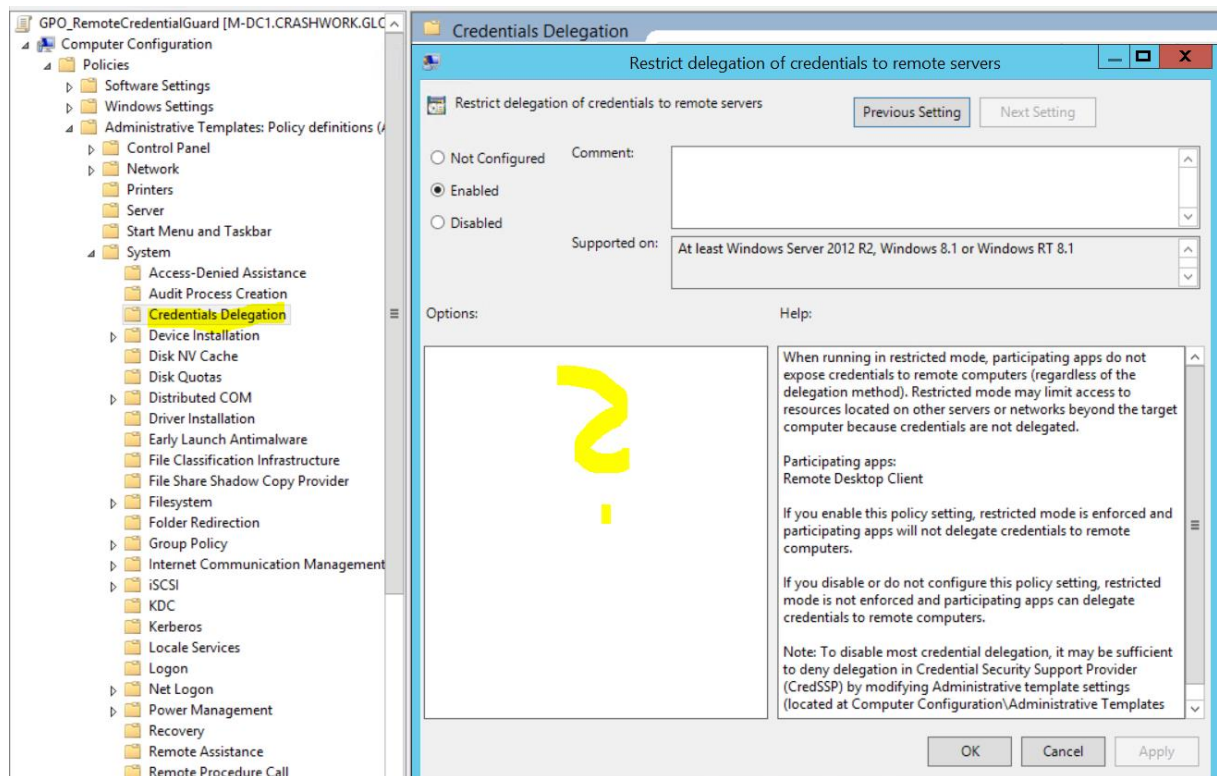 GPO_RemoteCredentialGuard [M-DC1.CRASHWORK.GLC
Computer Configuration
Policies
Software Settings
Windows Settings
Administrative Templates: Policy definitions (A
Control Panel
Network
Printers
Server
Start Menu and Taskbar
System
Access-Denied Assistance
Audit Process Creation
Credentials Delegation
Device Installation
Disk NV Cache
Disk Quotas
Distributed COM
Driver Installation
Early Launch Antimalware
File Classification Infrastructure
File Share Shadow Copy Provider
Filesystem
Folder Redirection
Group Policy
Internet Communication Management
iSCSI
KDC
Kerberos
Locale Services
Logon
Net Logon
Power Management
Recovery
Remote Assistance
Remote Procedure Call
Credentials Delegation
Restrict delegation of credentials to remote servers
Restrict delegation of credentials to remote servers
Previous Setting
Next Setting
Not Configured
Enabled
Disabled
Comment:
Supported on:
At least Windows Server 2012 R2, Windows 8.1 or Windows RT 8.1
Options:
?
Help:
When running in restricted mode, participating apps do not
expose credentials to remote computers (regardless of the
delegation method). Restricted mode may limit access to
resources located on other servers or networks beyond the target
computer because credentials are not delegated.
Participating apps:
Remote Desktop Client
If you enable this policy setting, restricted mode is enforced and
participating apps will not delegate credentials to remote
computers.
If you disable or do not configure this policy setting, restricted
mode is not enforced and participating apps can delegate
credentials to remote computers.
Note: To disable most credential delegation, it may be sufficient
to deny delegation in Credential Security Support Provider
(CredSSP) by modifying Administrative template settings
(located at Computer Configuration\Administrative Templates
OK
Cancel
Apply